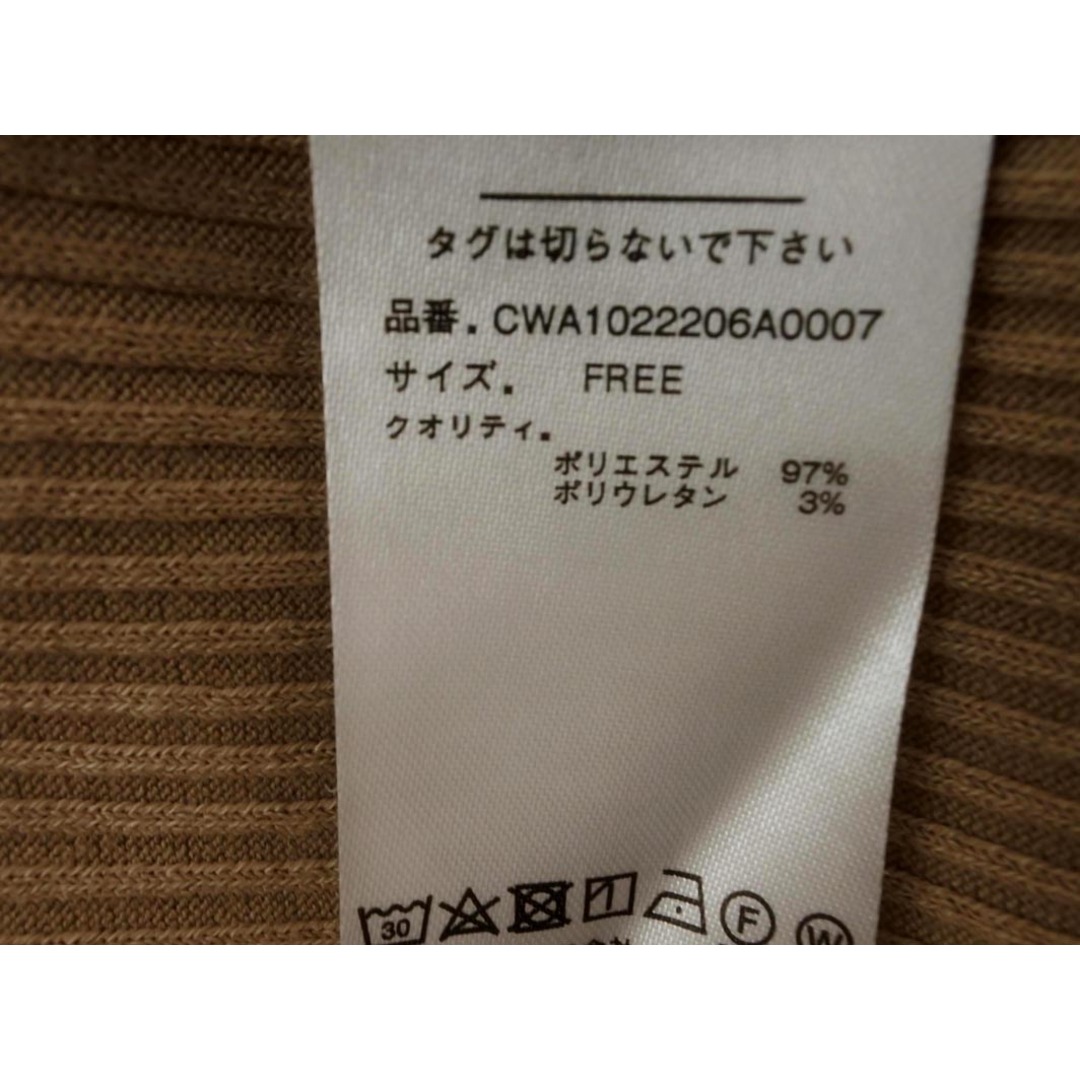 タグは切らないで下さい
品番. CWA1022206A0007
サイズ. FREE
クオリティ.
ポリエステル 97%
ポリウレタン 3%
30 F W